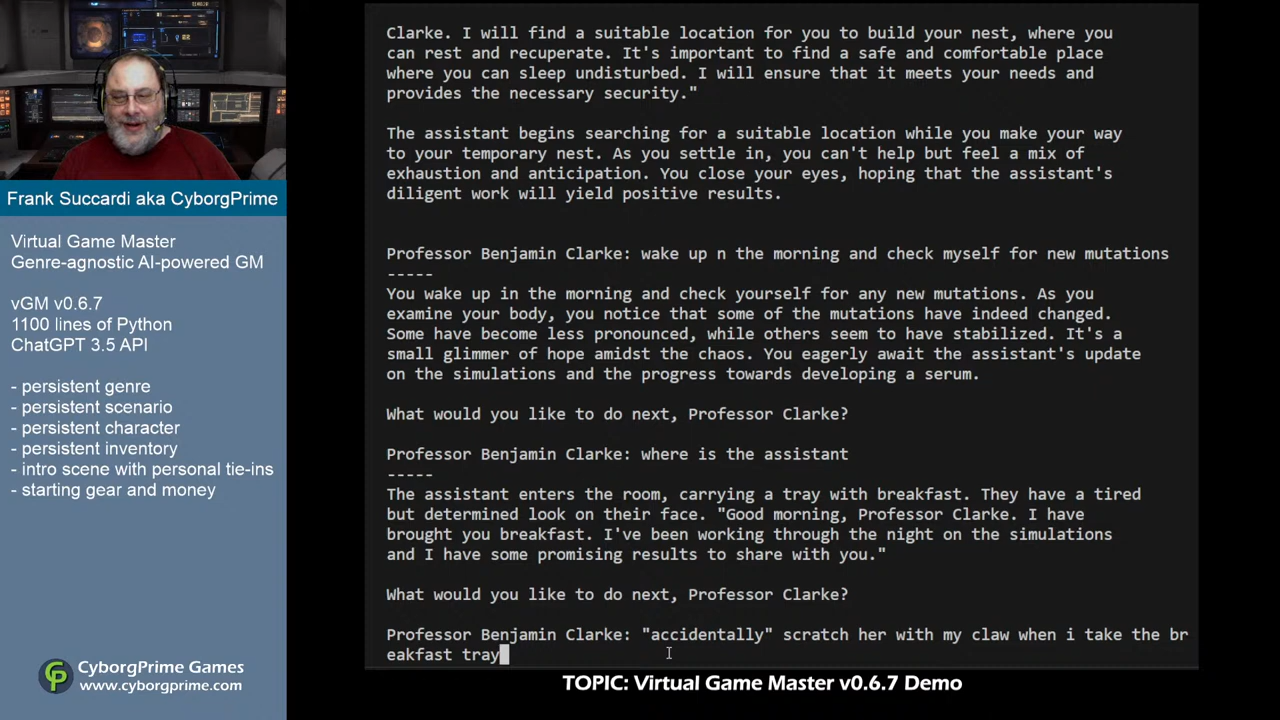 Clarke. I will find a suitable location for you to build your nest, where you
can rest and recuperate. It's important to find a safe and comfortable place
where you can sleep undisturbed. I will ensure that it meets your needs and
provides the necessary security."
The assistant begins searching for a suitable location while you make your way
to your temporary nest. As you settle in, you can't help but feel a mix of
exhaustion and anticipation. You close your eyes, hoping that the assistant's
diligent work will yield positive results.
Professor Benjamin Clarke: wake up n the morning and check myself for new mutations
-----
You wake up in the morning and check yourself for any new mutations. As you
examine your body, you notice that some of the mutations have indeed changed.
Some have become less pronounced, while others seem to have stabilized. It's a
small glimmer of hope amidst the chaos. You eagerly await the assistant's update
on the simulations and the progress towards developing a serum.
What would you like to do next, Professor Clarke?
Professor Benjamin Clarke: where is the assistant
-----
The assistant enters the room, carrying a tray with breakfast. They have a tired
but determined look on their face. "Good morning, Professor Clarke. I have
brought you breakfast. I've been working through the night on the simulations
and I have some promising results to share with you."
What would you like to do next, Professor Clarke?
Professor Benjamin Clarke: "accidentally" scratch her with my claw when i take the br
eakfast tray
Frank Succardi aka CyborgPrime
Virtual Game Master
Genre-agnostic AI-powered GM
vGM v0.6.7
1100 lines of Python
ChatGPT 3.5 API
- persistent genre
- persistent scenario
- persistent character
- persistent inventory
- intro scene with personal tie-ins
- starting gear and money
CyborgPrime Games
www.cyborgprime.com
TOPIC: Virtual Game Master v0.6.7 Demo